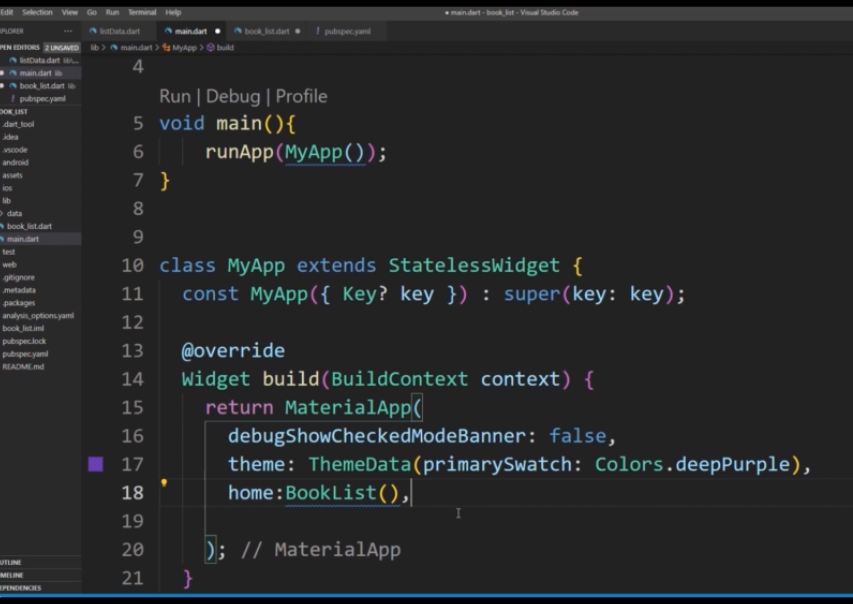 Edit Selection View Go Run Terminal Help
● main.dart - book_list - Visual Studio Code
listData.dart main.dart ● book_list.dart ● ! pubspec.yaml
lib > main.dart > MyApp > build
PLORER ...
PEN EDITORS 2 UNSAVED
listData.dart lib\...
● main.dart lib
● book_list.dart lib
! pubspec.yaml
OOK_LIST
.dart_tool
.idea
.vscode
android
assets
ios
lib
> data
book_list.dart
main.dart
test
web
.gitignore
.metadata
.packages
analysis_options.yaml
book_list.iml
pubspec.lock
pubspec.yaml
README.md
UTLINE
MELINE
EPENDENCIES
4
Run | Debug | Profile
5 void main(){
6 runApp(MyApp());
7 }
8
9
10 class MyApp extends StatelessWidget {
11 const MyApp({ Key? key }) : super(key: key);
12
13 @override
14 Widget build(BuildContext context) {
15 return MaterialApp(
16 debugShowCheckedModeBanner: false,
17 theme: ThemeData(primarySwatch: Colors.deepPurple),
18 home:BookList(),
19
20 ); // MaterialApp
21 }